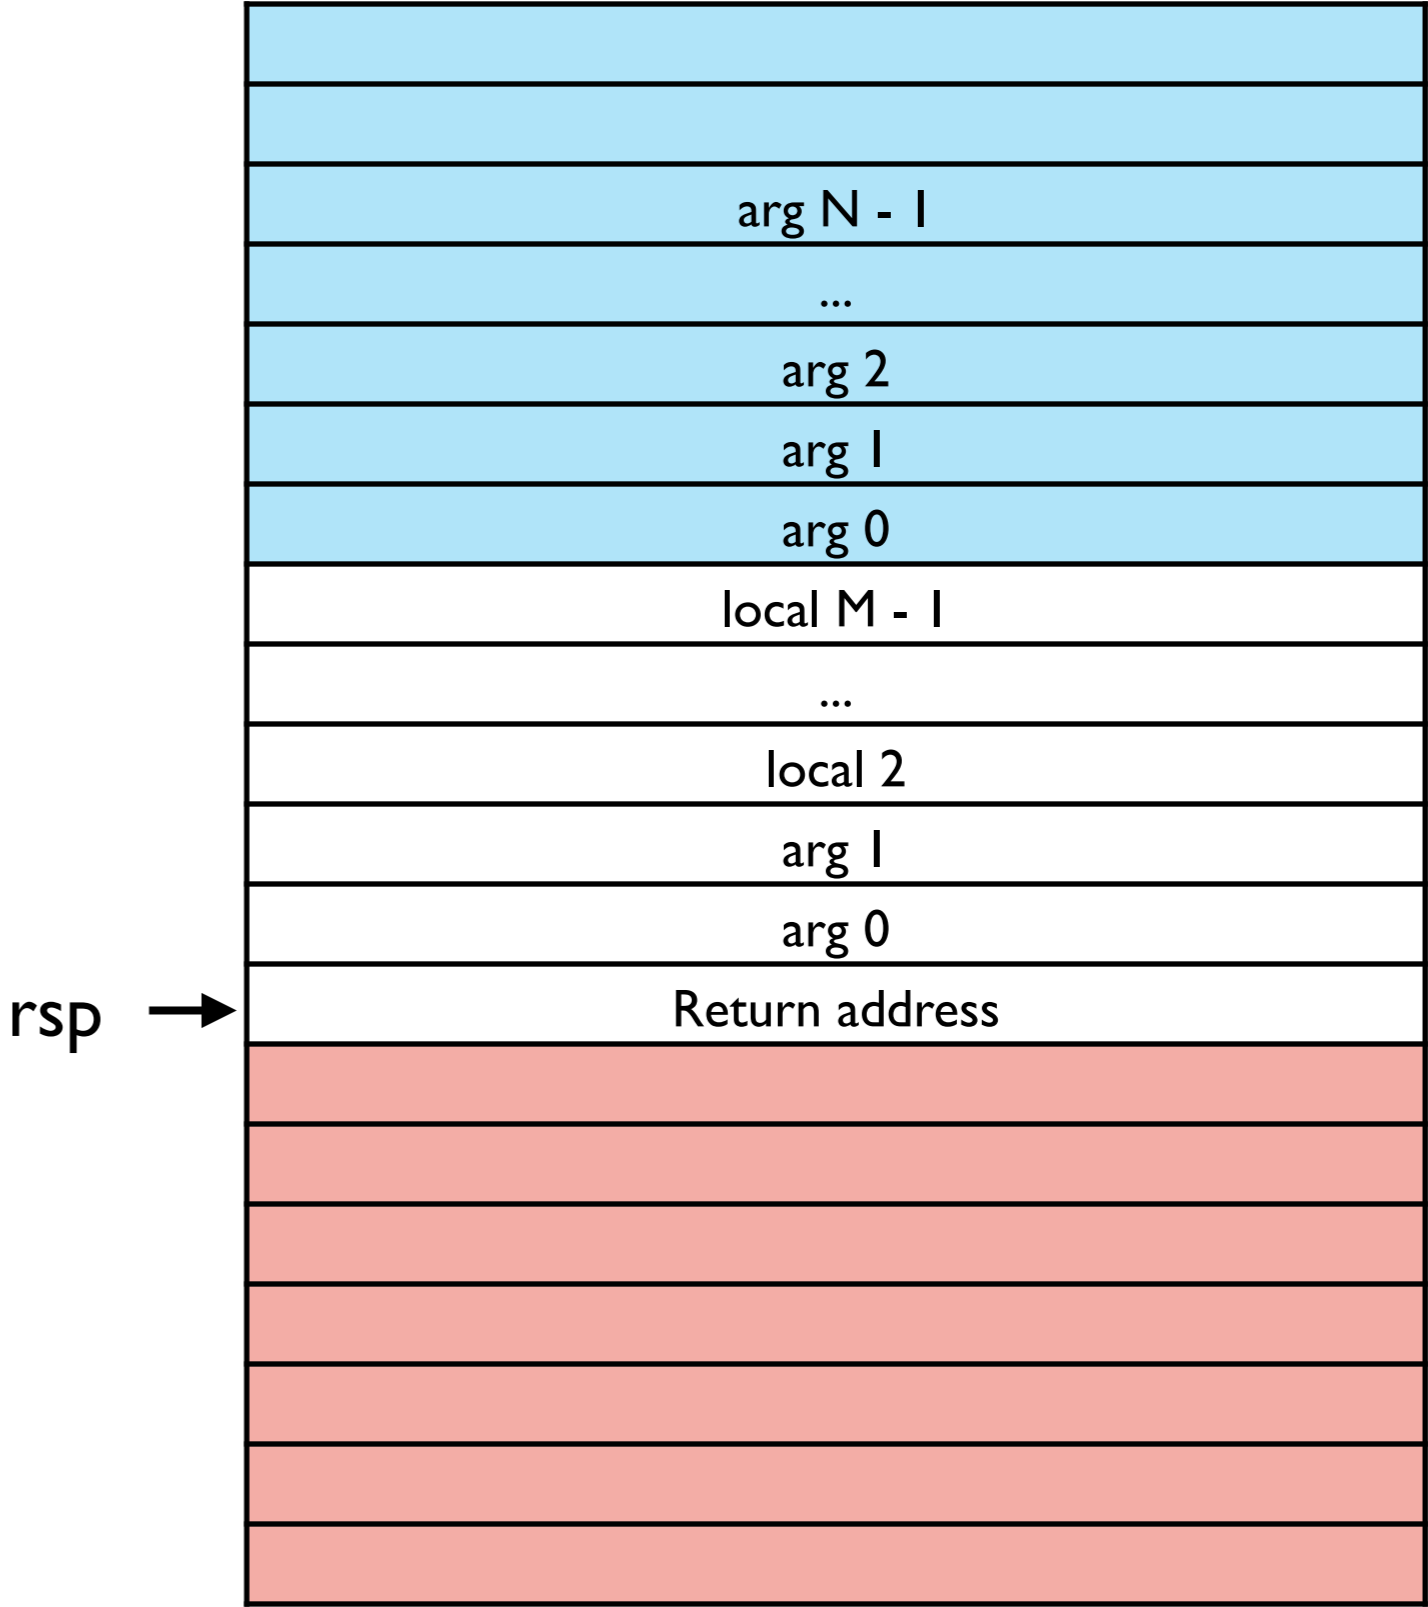 arg N - 1
...
arg 2
arg 1
arg 0
local M - 1
...
local 2
arg 1
arg 0
rsp
Return address